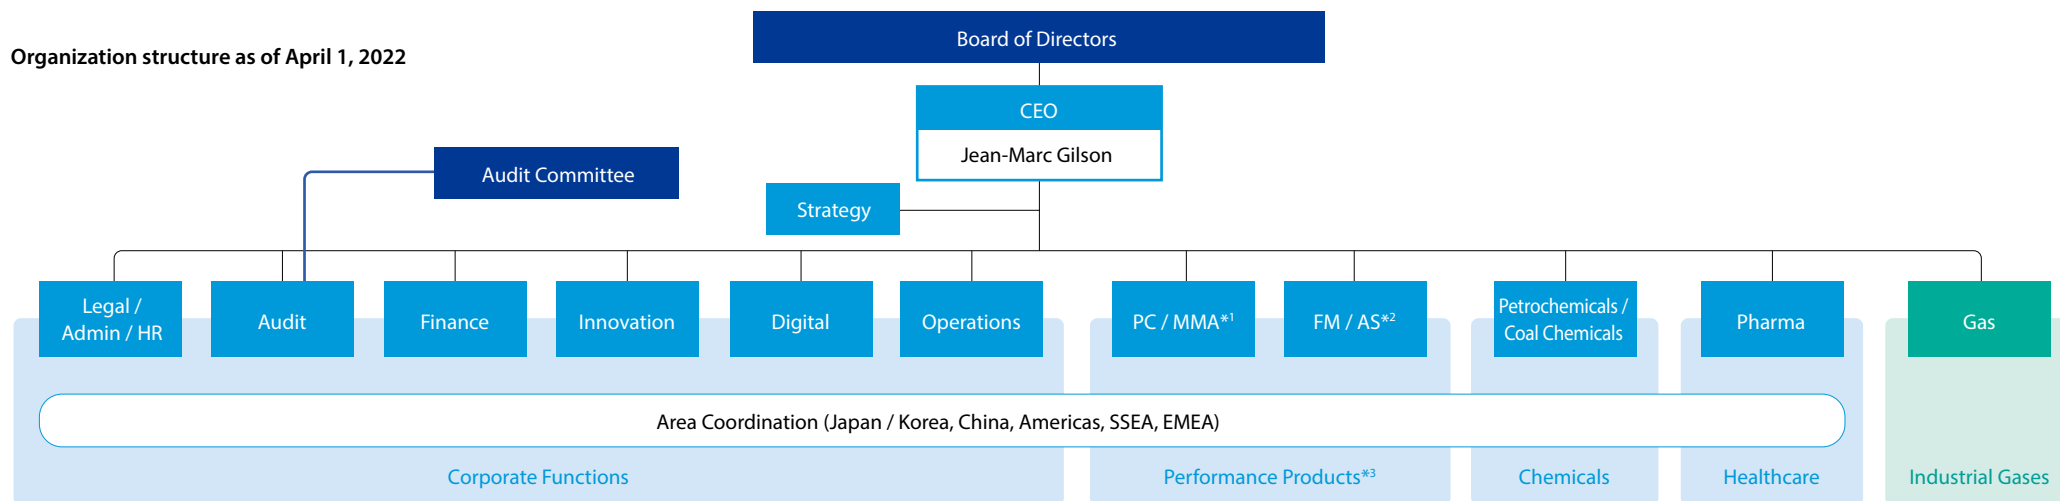 Organization structure as of April 1, 2022
Board of Directors
CEO
Jean-Marc Gilson
Audit Committee
Strategy
Legal /
Admin / HR
Audit
Finance
Innovation
Digital
Operations
PC / MMA*1
FM / AS*2
Petrochemicals /
Coal Chemicals
Pharma
Gas
Area Coordination (Japan / Korea, China, Americas, SSEA, EMEA)
Corporate Functions
Performance Products*3
Chemicals
Healthcare
Industrial Gases